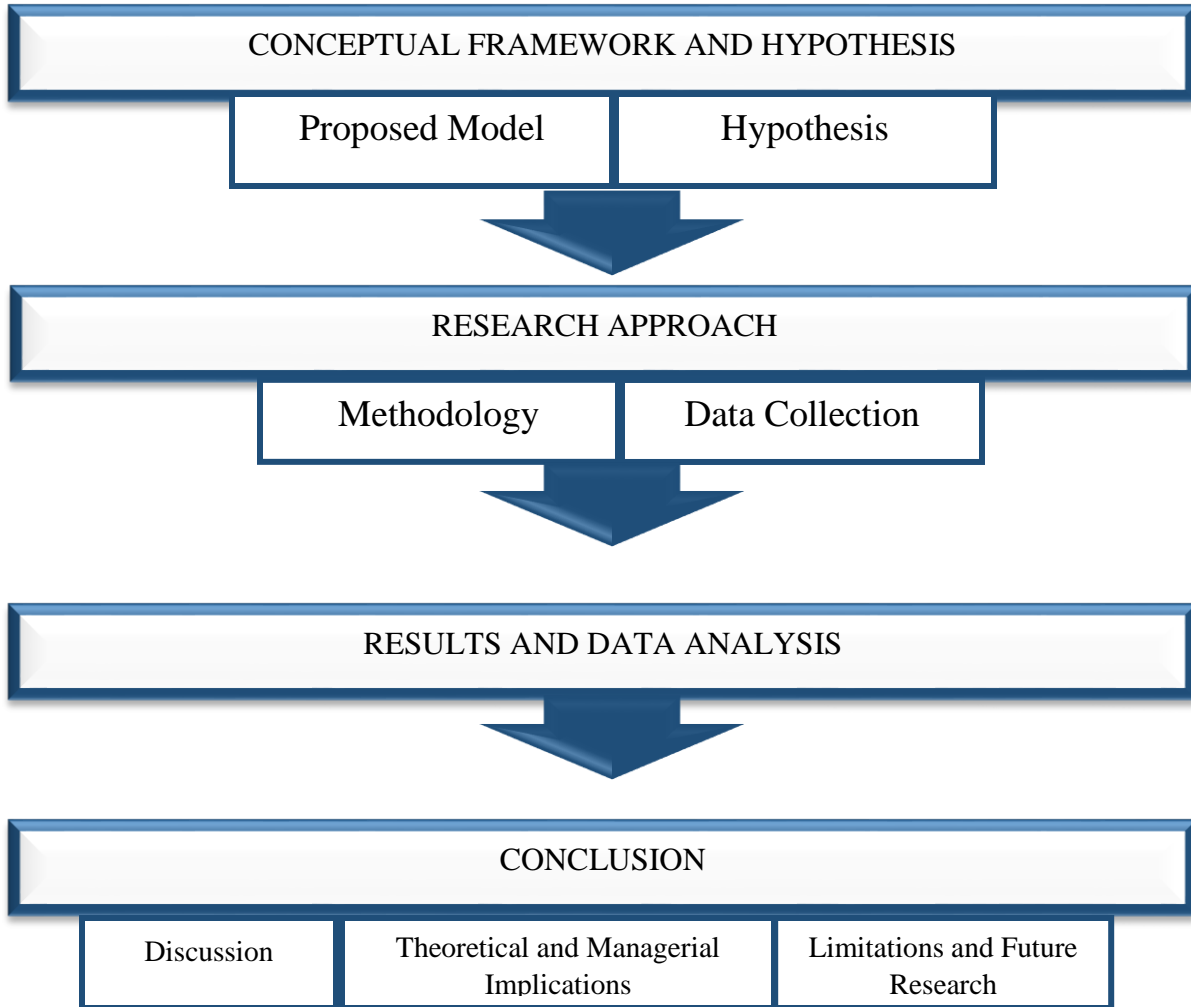 CONCEPTUAL FRAMEWORK AND HYPOTHESIS
Proposed Model
Hypothesis
RESEARCH APPROACH
Methodology
Data Collection
RESULTS AND DATA ANALYSIS
CONCLUSION
Discussion
Theoretical and Managerial
Implications
Limitations and Future
Research